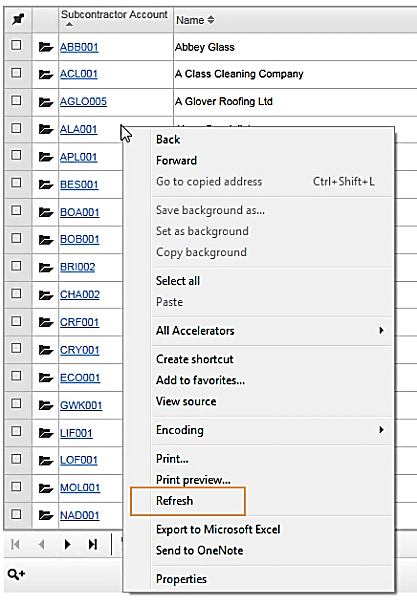 Subcontractor Account Name
ABB001 Abbey Glass
ACL001 A Class Cleaning Company
AGLO005 A Glover Roofing Ltd
ALA001
APL001
BES001
BOA001
BOB001
BRI002
CHA002
CRF001
CRY001
ECO001
GWK001
LIF001
LOF001
MOL001
NAD001
Back
Forward
Go to copied address Ctrl+Shift+L
Save background as...
Set as background
Copy background
Select all
Paste
All Accelerators
Create shortcut
Add to favorites...
View source
Encoding
Print...
Print preview...
Refresh
Export to Microsoft Excel
Send to OneNote
Properties